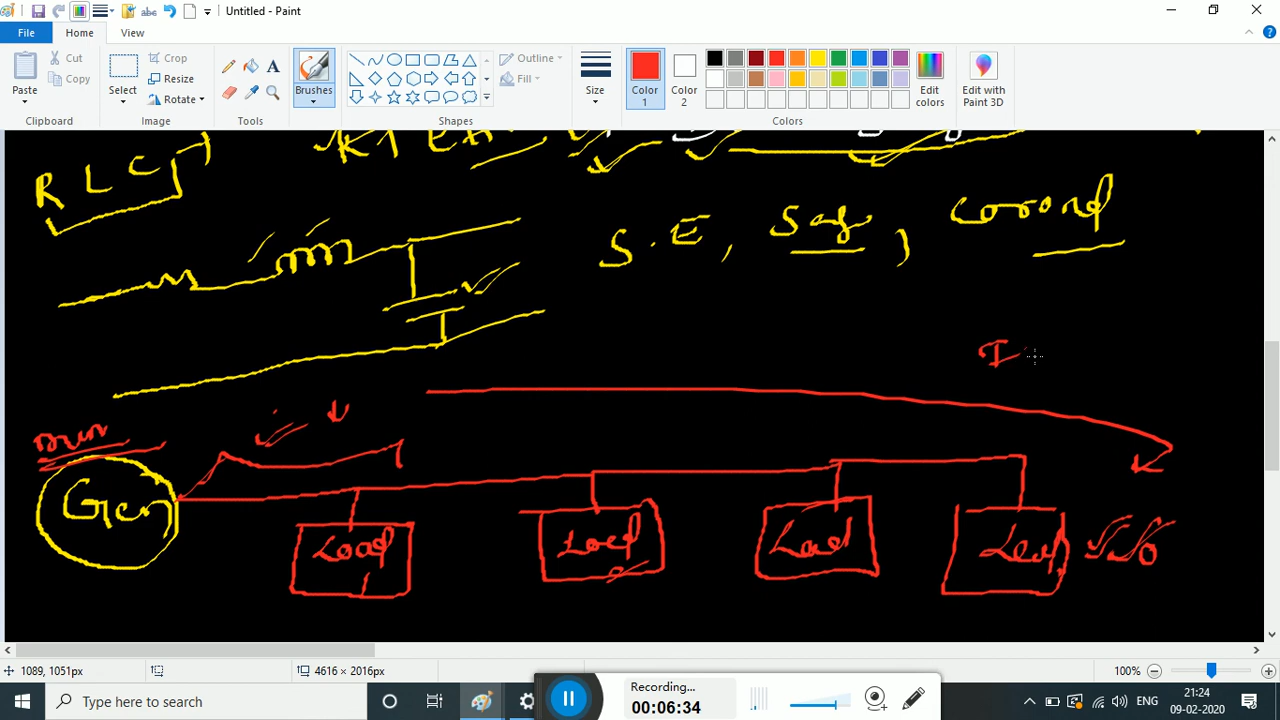 Untitled - Paint
File
Home
View
Paste
Cut
Copy
Clipboard
Select
Crop
Resize
Rotate
Image
Tools
Brushes
Shapes
Outline
Fill
Size
Color 1
Color 2
Colors
Edit colors
Edit with Paint 3D
R L C
S.E, Sag, corona
I
Gen
Load
Load
Load
Load
1089, 1051px
4616 × 2016px
100%
Type here to search
Recording...
00:06:34
ENG
21:24
09-02-2020